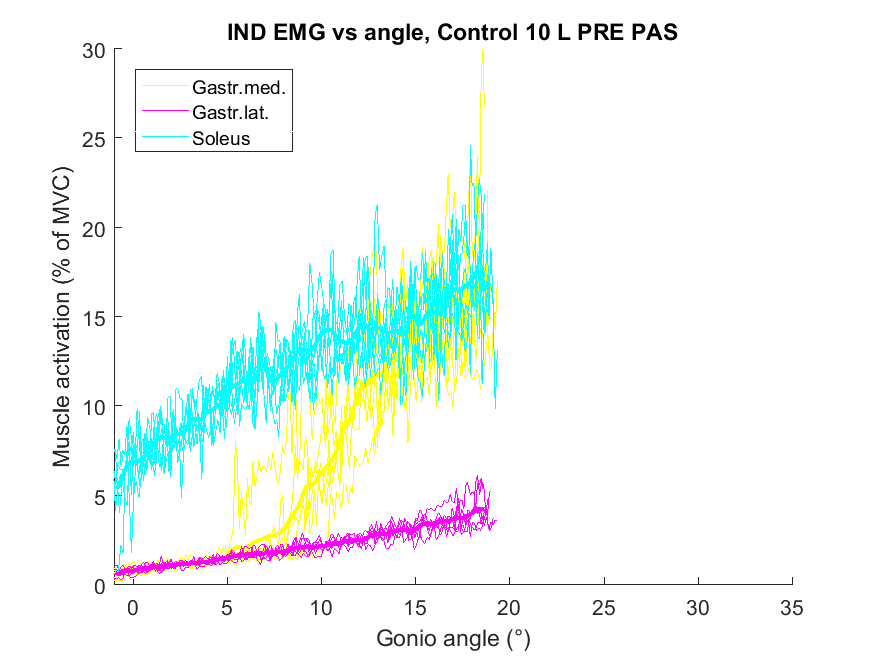 IND EMG vs angle, Control 10 L PRE PAS
Gastr.med.
Gastr.lat.
Soleus
Muscle activation (% of MVC)
30
25
20
15
10
5
0
0 5 10 15 20 25 30 35
Gonio angle (°)